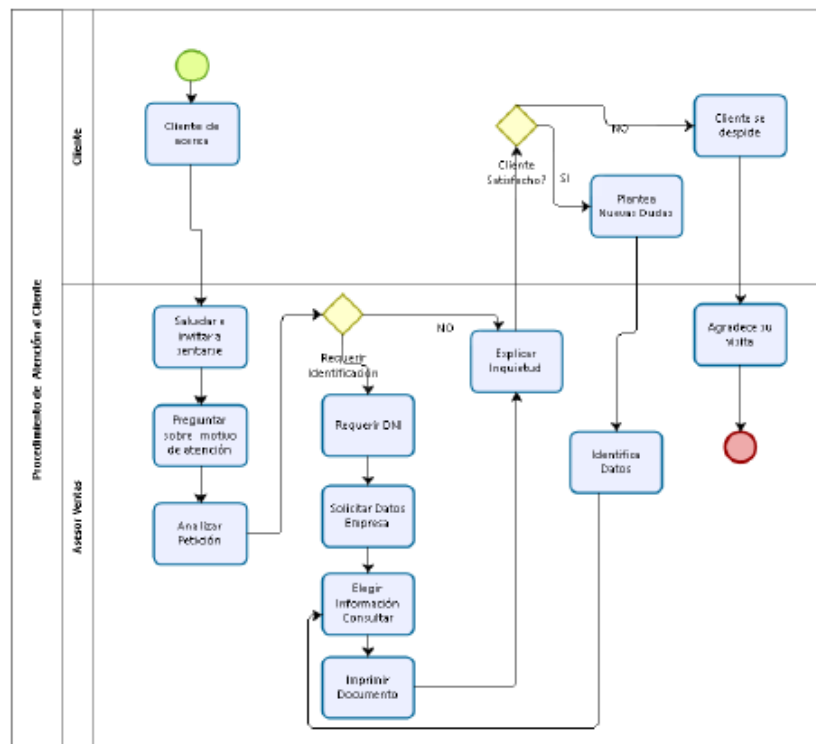 Procedimiento de Atención al Cliente
Cliente
Cliente de
acerca
Cliente
Satisfecho?
NO
SI
Cliente se
despide
Plantea
Nuevas Dudas
Asesor Ventas
Saludar e
invitar a
sentarse
Preguntar
sobre motivo
de atención
Analizar
Petición
Requerir
Identificación
NO
Requerir DNI
Solicitar Datos
Empresa
Elegir
Información
Consultar
Imprimir
Documento
Explicar
Inquietud
Identifica
Datos
Agradece su
visita